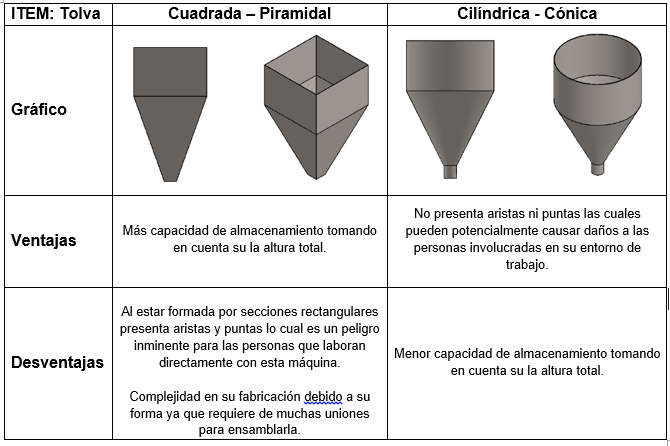 ITEM: Tolva
Cuadrada – Piramidal
Cilíndrica - Cónica
Gráfico
Ventajas
Más capacidad de almacenamiento tomando
en cuenta su la altura total.
No presenta aristas ni puntas las cuales
pueden potencialmente causar daños a las
personas involucradas en su entorno de
trabajo.
Desventajas
Al estar formada por secciones rectangulares
presenta aristas y puntas lo cual es un peligro
inminente para las personas que laboran
directamente con esta máquina.
Complejidad en su fabricación debido a su
forma ya que requiere de muchas uniones
para ensamblarla.
Menor capacidad de almacenamiento tomando
en cuenta su la altura total.